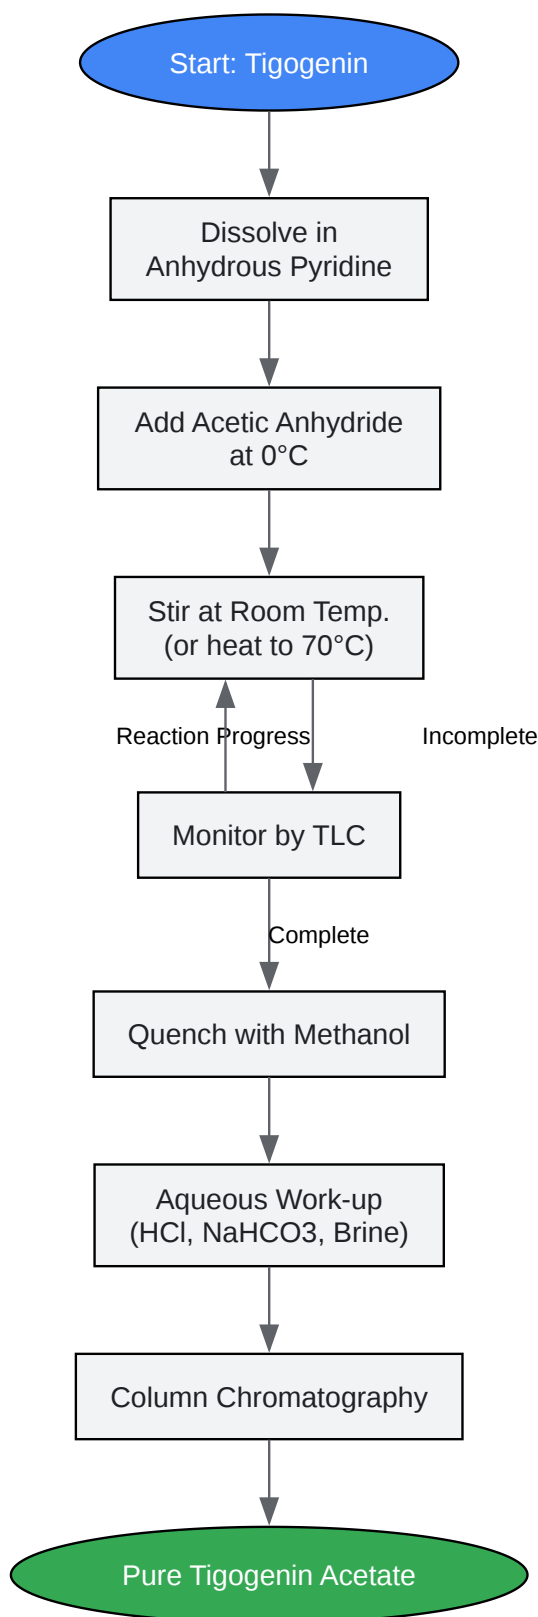 Start: Tigogenin
Dissolve in
Anhydrous Pyridine
Add Acetic Anhydride
at 0°C
Stir at Room Temp.
(or heat to 70°C)
Reaction Progress
Incomplete
Monitor by TLC
Complete
Quench with Methanol
Aqueous Work-up
(HCl, NaHCO3, Brine)
Column Chromatography
Pure Tigogenin Acetate